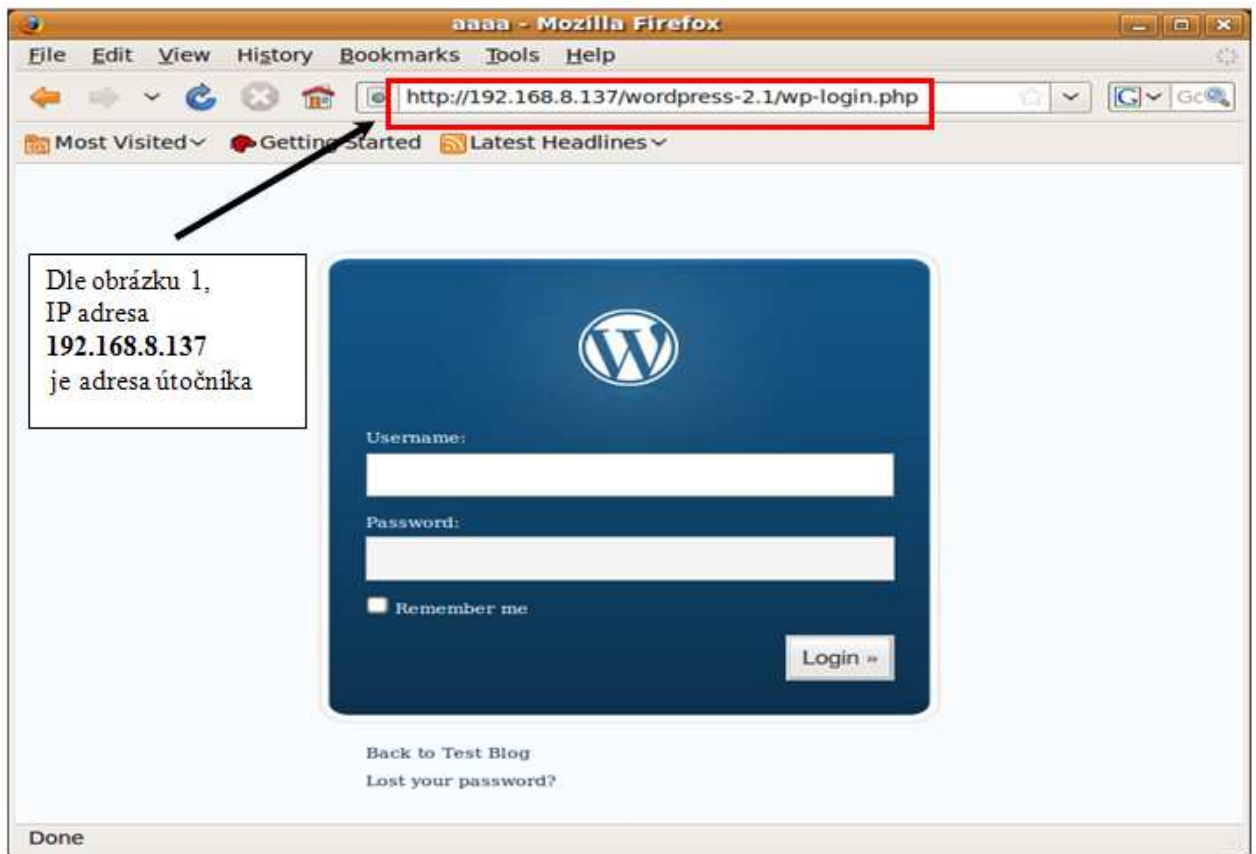 aaaa - Mozilla Firefox
File Edit View History Bookmarks Tools Help
http://192.168.8.137/wordpress-2.1/wp-login.php
Most Visited Getting Started Latest Headlines
Dle obrázku 1,
IP adresa
192.168.8.137
je adresa útočníka
W
Username:
Password:
Remember me
Login »
Back to Test Blog
Lost your password?
Done